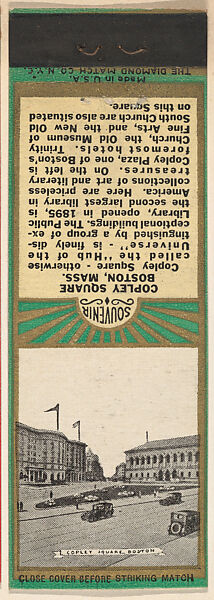 SOUVENIR
COPLEY SQUARE
BOSTON, MASS.
Copley Square - otherwise
called the "Hub of the
Universe" - is finely dis-
tinguished by a group of ex-
ceptional buildings. The Public
Library, opened in 1895, is
the second largest library in
America. Here are priceless
collections of art and literary
treasures. On the left is
Copley Plaza, one of Boston's
foremost hotels. Trinity
Church, the Old Museum of
Fine Arts, and the New Old
South Church are also situated
on this Square.
Made in U.S.A.
THE DIAMOND MATCH CO. N.Y.C.
COPLEY SQUARE, BOSTON
CLOSE COVER BEFORE STRIKING MATCH